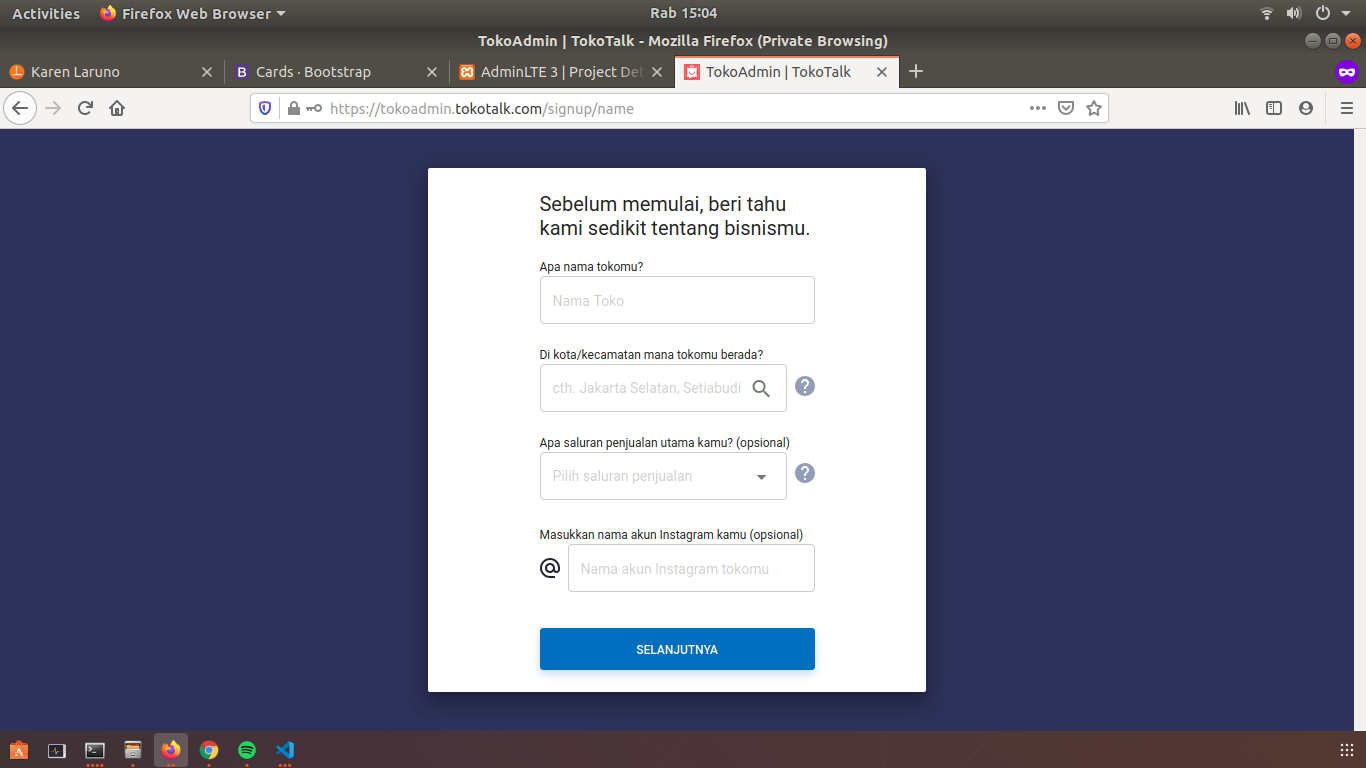 Activities
Firefox Web Browser
Rab 15:04
TokoAdmin | TokoTalk - Mozilla Firefox (Private Browsing)
Karen Laruno
Cards · Bootstrap
AdminLTE 3 | Project Det
TokoAdmin | TokoTalk
https://tokoadmin.tokotalk.com/signup/name
Sebelum memulai, beri tahu
kami sedikit tentang bisnismu.
Apa nama tokomu?
Nama Toko
Di kota/kecamatan mana tokomu berada?
cth. Jakarta Selatan, Setiabudi
Apa saluran penjualan utama kamu? (opsional)
Pilih saluran penjualan
Masukkan nama akun Instagram kamu (opsional)
@ Nama akun Instagram tokomu
SELANJUTNYA